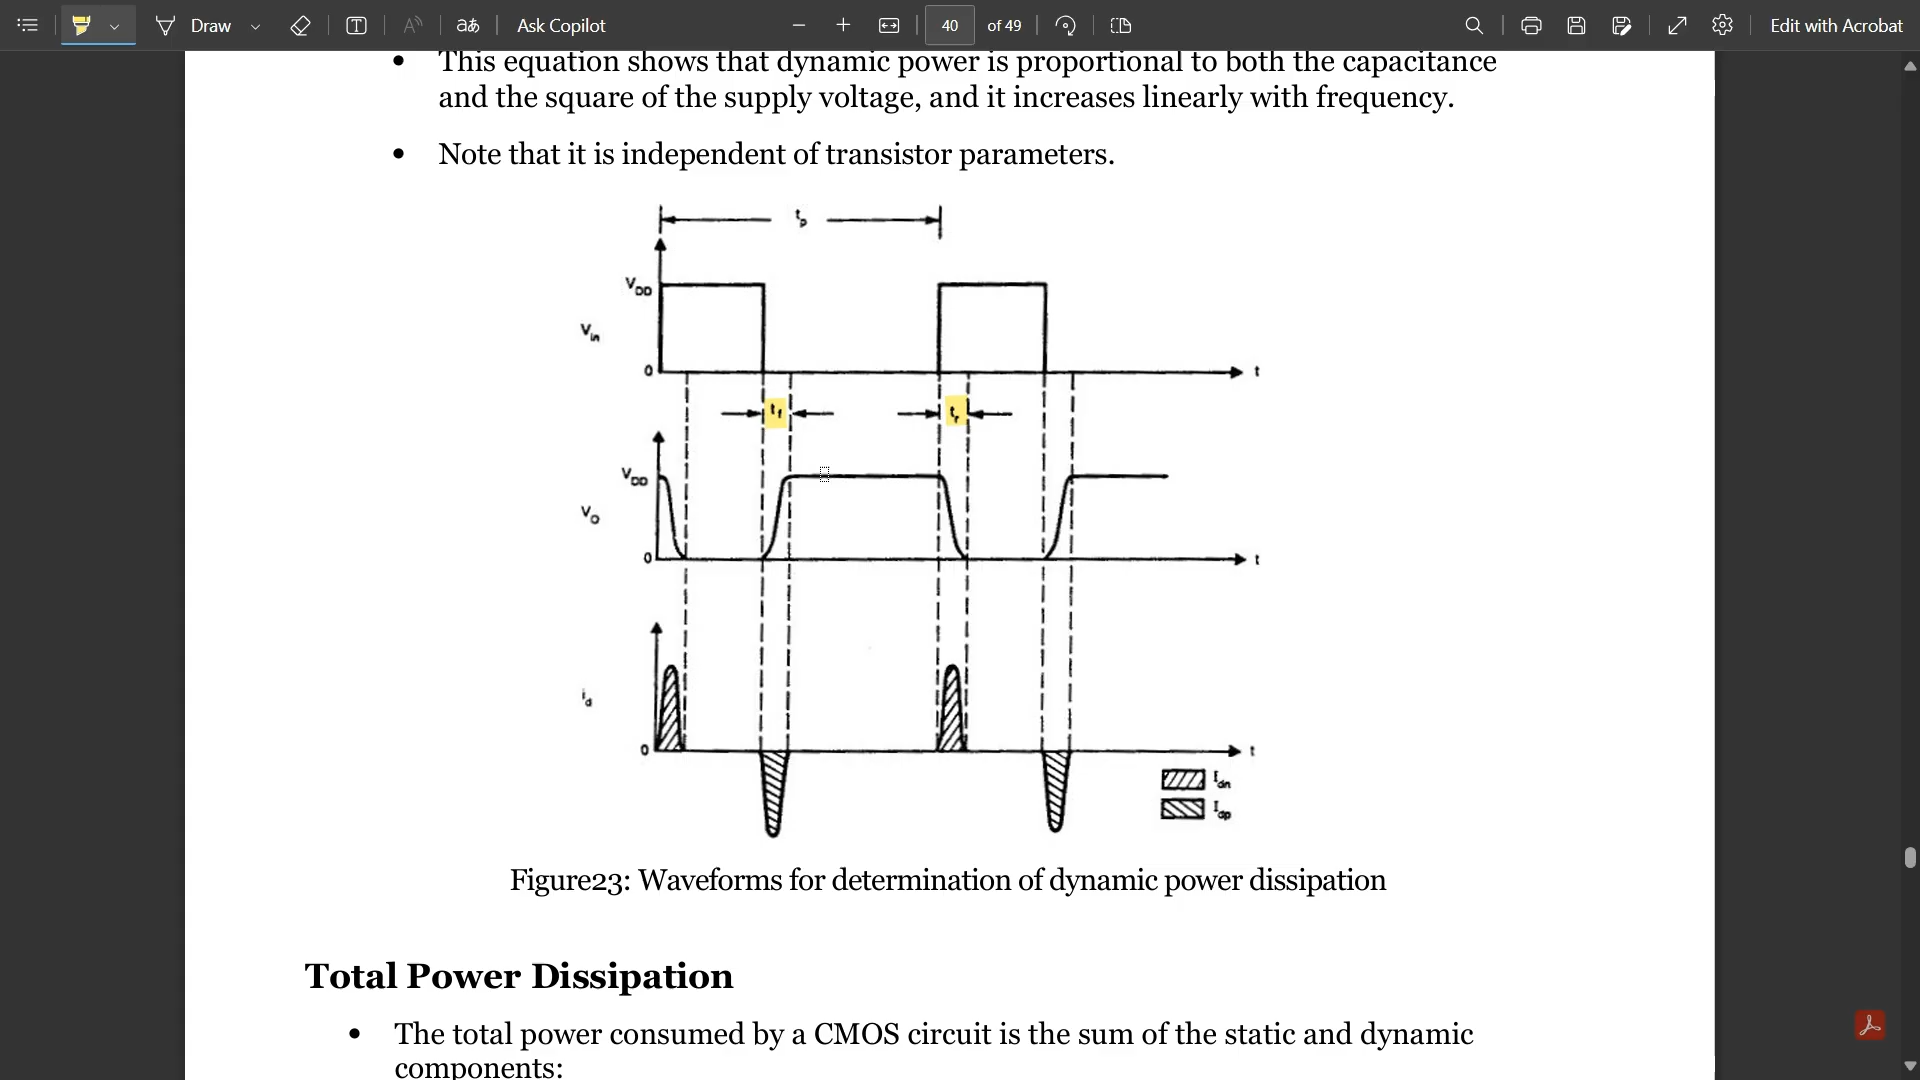 Draw
aあ
Ask Copilot
40
of 49
Edit with Acrobat
This equation shows that dynamic power is proportional to both the capacitance
and the square of the supply voltage, and it increases linearly with frequency.
Note that it is independent of transistor parameters.
tp
VDD
Vin
0
t
tf
tr
VDD
VO
0
t
id
0
t
Idn
Idp
Figure23: Waveforms for determination of dynamic power dissipation
Total Power Dissipation
The total power consumed by a CMOS circuit is the sum of the static and dynamic
components: